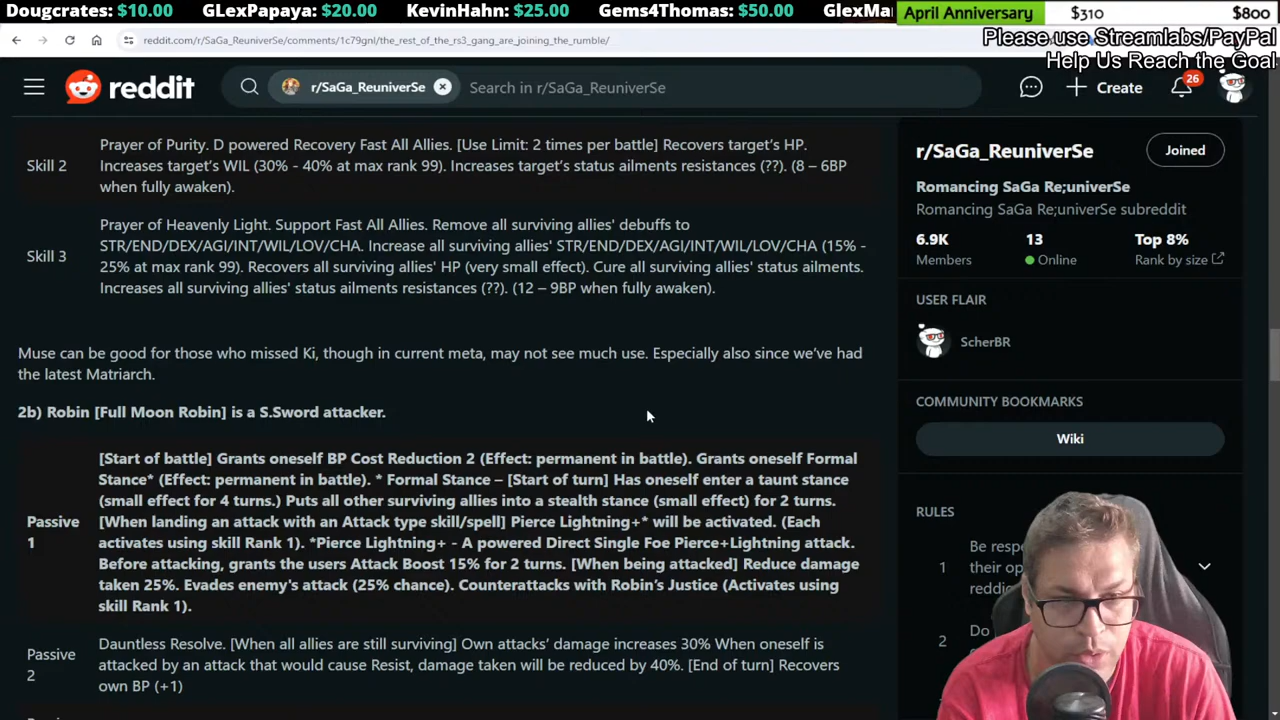 Dougcrates: $10.00 GLexPapaya: $20.00 KevinHahn: $25.00 Gems4Thomas: $50.00 GlexMar
April Anniversary $310 $800
Please use Streamlabs/PayPal
Help Us Reach the Goal
reddit.com/r/SaGa_ReuniverSe/comments/1c79gnl/the_rest_of_the_rs3_gang_are_joining_the_rumble/
reddit r/SaGa_ReuniverSe Search in r/SaGa_ReuniverSe Create 26
Skill 2
Prayer of Purity. D powered Recovery Fast All Allies. [Use Limit: 2 times per battle] Recovers target's HP.
Increases target's WIL (30% - 40% at max rank 99). Increases target's status ailments resistances (??). (8 – 6BP
when fully awaken).
Skill 3
Prayer of Heavenly Light. Support Fast All Allies. Remove all surviving allies' debuffs to
STR/END/DEX/AGI/INT/WIL/LOV/CHA. Increase all surviving allies' STR/END/DEX/AGI/INT/WIL/LOV/CHA (15% -
25% at max rank 99). Recovers all surviving allies' HP (very small effect). Cure all surviving allies' status ailments.
Increases all surviving allies' status ailments resistances (??). (12 – 9BP when fully awaken).
Muse can be good for those who missed Ki, though in current meta, may not see much use. Especially also since we've had
the latest Matriarch.
2b) Robin [Full Moon Robin] is a S.Sword attacker.
Passive
1
[Start of battle] Grants oneself BP Cost Reduction 2 (Effect: permanent in battle). Grants oneself Formal
Stance* (Effect: permanent in battle). * Formal Stance – [Start of turn] Has oneself enter a taunt stance
(small effect for 4 turns.) Puts all other surviving allies into a stealth stance (small effect) for 2 turns.
[When landing an attack with an Attack type skill/spell] Pierce Lightning+* will be activated. (Each
activates using skill Rank 1). *Pierce Lightning+ - A powered Direct Single Foe Pierce+Lightning attack.
Before attacking, grants the users Attack Boost 15% for 2 turns. [When being attacked] Reduce damage
taken 25%. Evades enemy's attack (25% chance). Counterattacks with Robin's Justice (Activates using
skill Rank 1).
Passive
2
Dauntless Resolve. [When all allies are still surviving] Own attacks' damage increases 30% When oneself is
attacked by an attack that would cause Resist, damage taken will be reduced by 40%. [End of turn] Recovers
own BP (+1)
r/SaGa_ReuniverSe Joined
Romancing SaGa Re;univerSe
Romancing SaGa Re;univerSe subreddit
6.9K 13 Top 8%
Members Online Rank by size
USER FLAIR
ScherBR
COMMUNITY BOOKMARKS
Wiki
RULES
1 Be respe
their op
reddi
2 Do